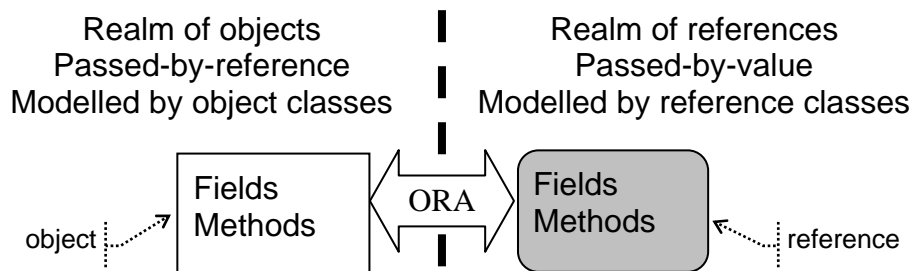 Realm of objects
Passed-by-reference
Modelled by object classes
Realm of references
Passed-by-value
Modelled by reference classes
Fields
Methods
ORA
Fields
Methods
object
reference